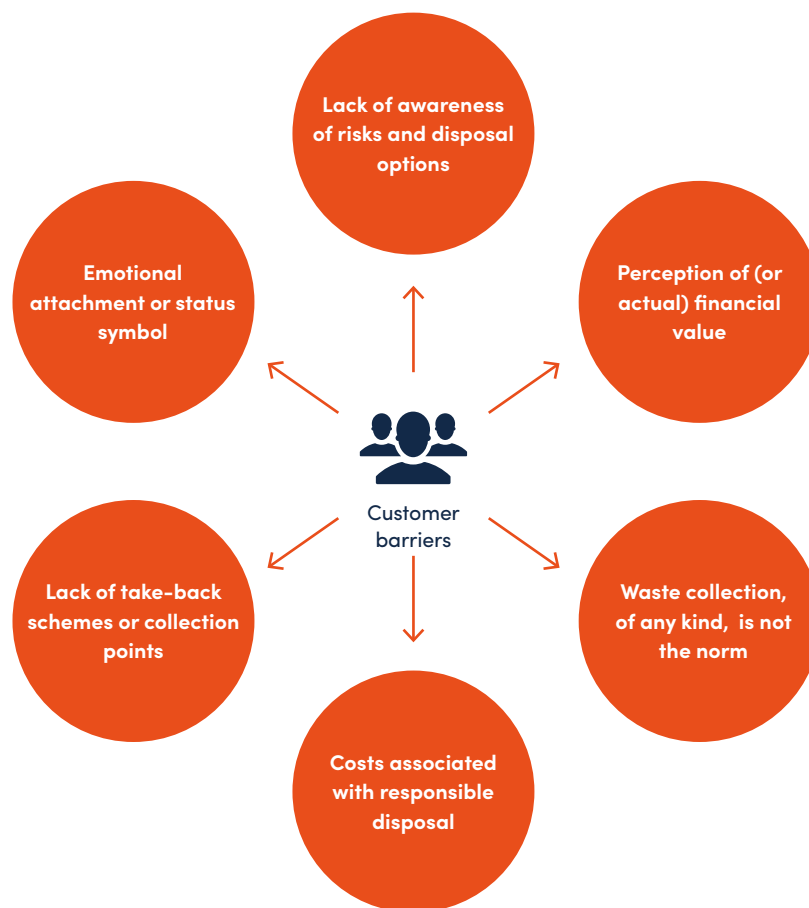 Lack of awareness
of risks and disposal
options
Emotional
attachment or status
symbol
Perception of (or
actual) financial
value
Customer
barriers
Lack of take-back
schemes or collection
points
Waste collection,
of any kind,  is not
the norm
Costs associated
with responsible
disposal